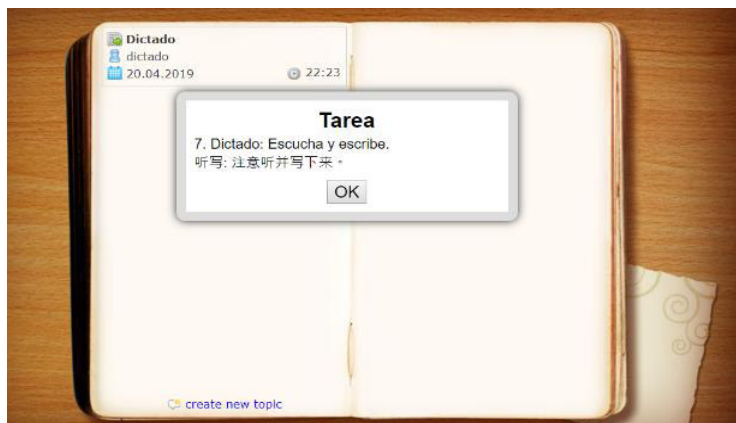 Dictado
dictado
20.04.2019 22:23
Tarea
7. Dictado: Escucha y escribe.
听写: 注意听并写下来。
OK
create new topic